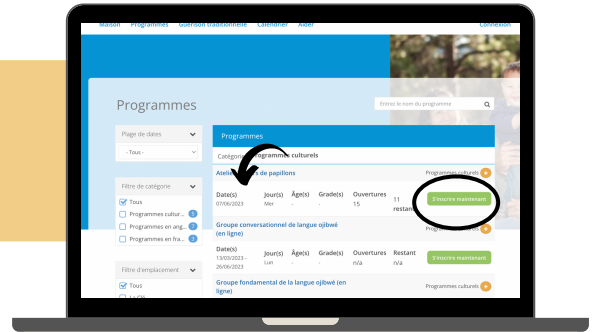 Maison Programmes Guérison traditionnelle Calendrier Aider Connexion
Programmes
Entrez le nom du programme
Plage de dates
- Tous -
Filtre de catégorie
Tous
Programmes cultur... 5
Programmes en ang...
Programmes en fra...
Filtre d'emplacement
Tous
Programmes
Catégorie Programmes culturels
de papillons Programmes culturels
Date(s) Jour(s) Âge(s) Grade(s) Ouvertures
07/06/2023 Mer - - 15 11
restant
S'inscrire maintenant
Groupe conversationnel de langue ojibwé
(en ligne)
Date(s) Jour(s) Âge(s) Grade(s) Ouvertures Restant
13/03/2023 - Lun - - n/a n/a
26/06/2023
S'inscrire maintenant
Groupe fondamental de la langue ojibwé (en
ligne)
Programmes culturels